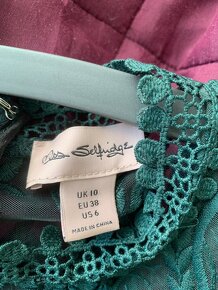 Miss Selfridge
UK 10
EU 38
US 6
MADE IN CHINA